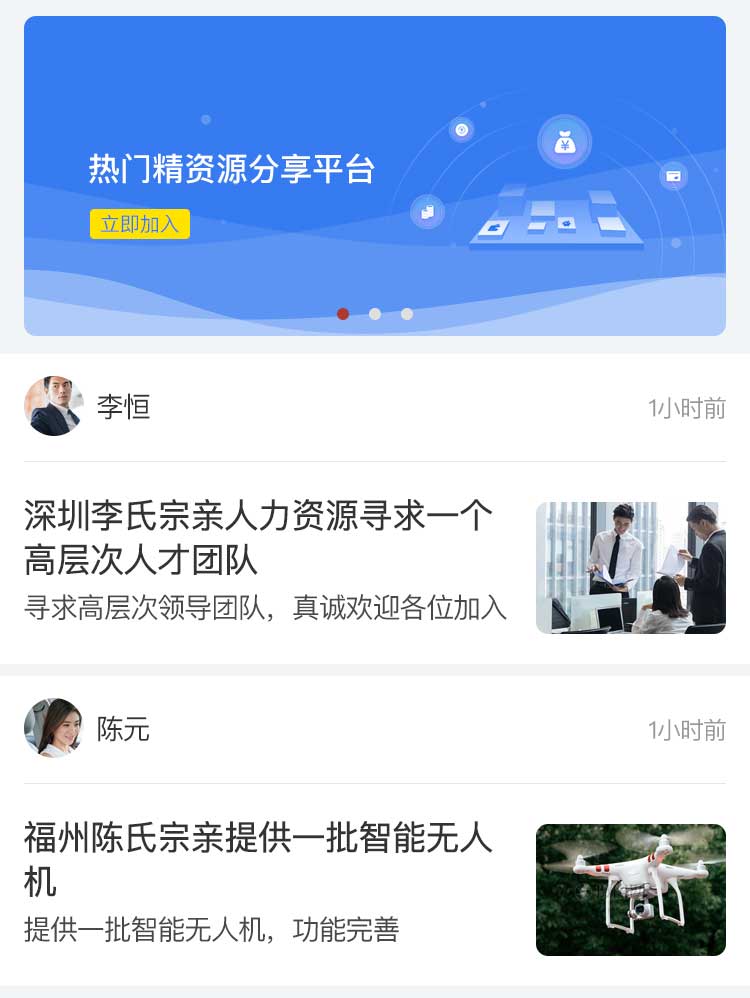 热门精资源分享平台
立即加入
李恒
1小时前
深圳李氏宗亲人力资源寻求一个
高层次人才团队
寻求高层次领导团队，真诚欢迎各位加入
陈元
1小时前
福州陈氏宗亲提供一批智能无人
机
提供一批智能无人机，功能完善